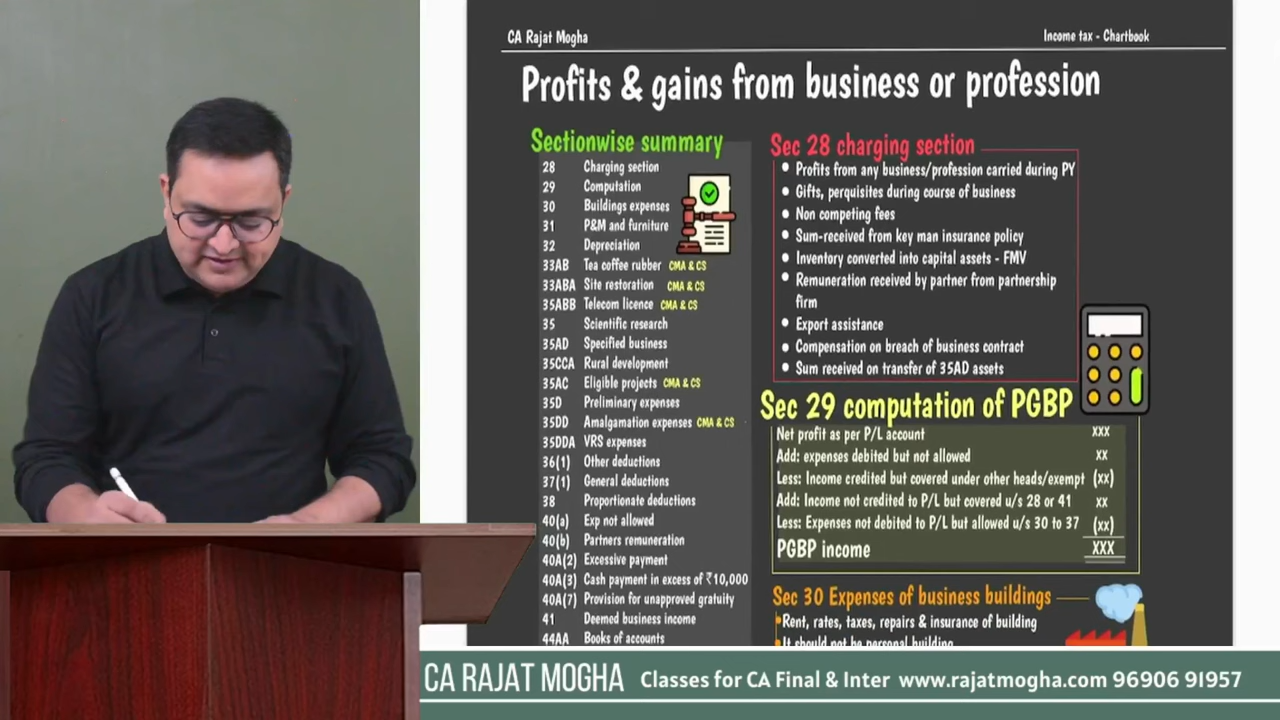 CA Rajat Mogha
Income tax - Chartbook
Profits & gains from business or profession
Sectionwise summary
28 Charging section
29 Computation
30 Buildings expenses
31 P&M and furniture
32 Depreciation
33AB Tea coffee rubber CMA & CS
33ABA Site restoration CMA & CS
35ABB Telecom licence CMA & CS
35 Scientific research
35AD Specified business
35CCA Rural development
35AC Eligible projects CMA & CS
35D Preliminary expenses
35DD Amalgamation expenses CMA & CS
35DDA VRS expenses
36(1) Other deductions
37(1) General deductions
38 Proportionate deductions
40(a) Exp not allowed
40(b) Partners remuneration
40A(2) Excessive payment
40A(3) Cash payment in excess of ₹10,000
40A(7) Provision for unapproved gratuity
41 Deemed business income
44AA Books of accounts
Sec 28 charging section
• Profits from any business/profession carried during PY
• Gifts, perquisites during course of business
• Non competing fees
• Sum-received from key man insurance policy
• Inventory converted into capital assets - FMV
• Remuneration received by partner from partnership
firm
• Export assistance
• Compensation on breach of business contract
• Sum received on transfer of 35AD assets
Sec 29 computation of PGBP
Net profit as per P/L account xxx
Add: expenses debited but not allowed xx
Less: Income credited but covered under other heads/exempt (xx)
Add: Income not credited to P/L but covered u/s 28 or 41 xx
Less: Expenses not debited to P/L but allowed u/s 30 to 37 (xx)
PGBP income XXX
Sec 30 Expenses of business buildings
• Rent, rates, taxes, repairs & insurance of building
• It should not be personal building
CA RAJAT MOGHA Classes for CA Final & Inter www.rajatmogha.com 96906 91957